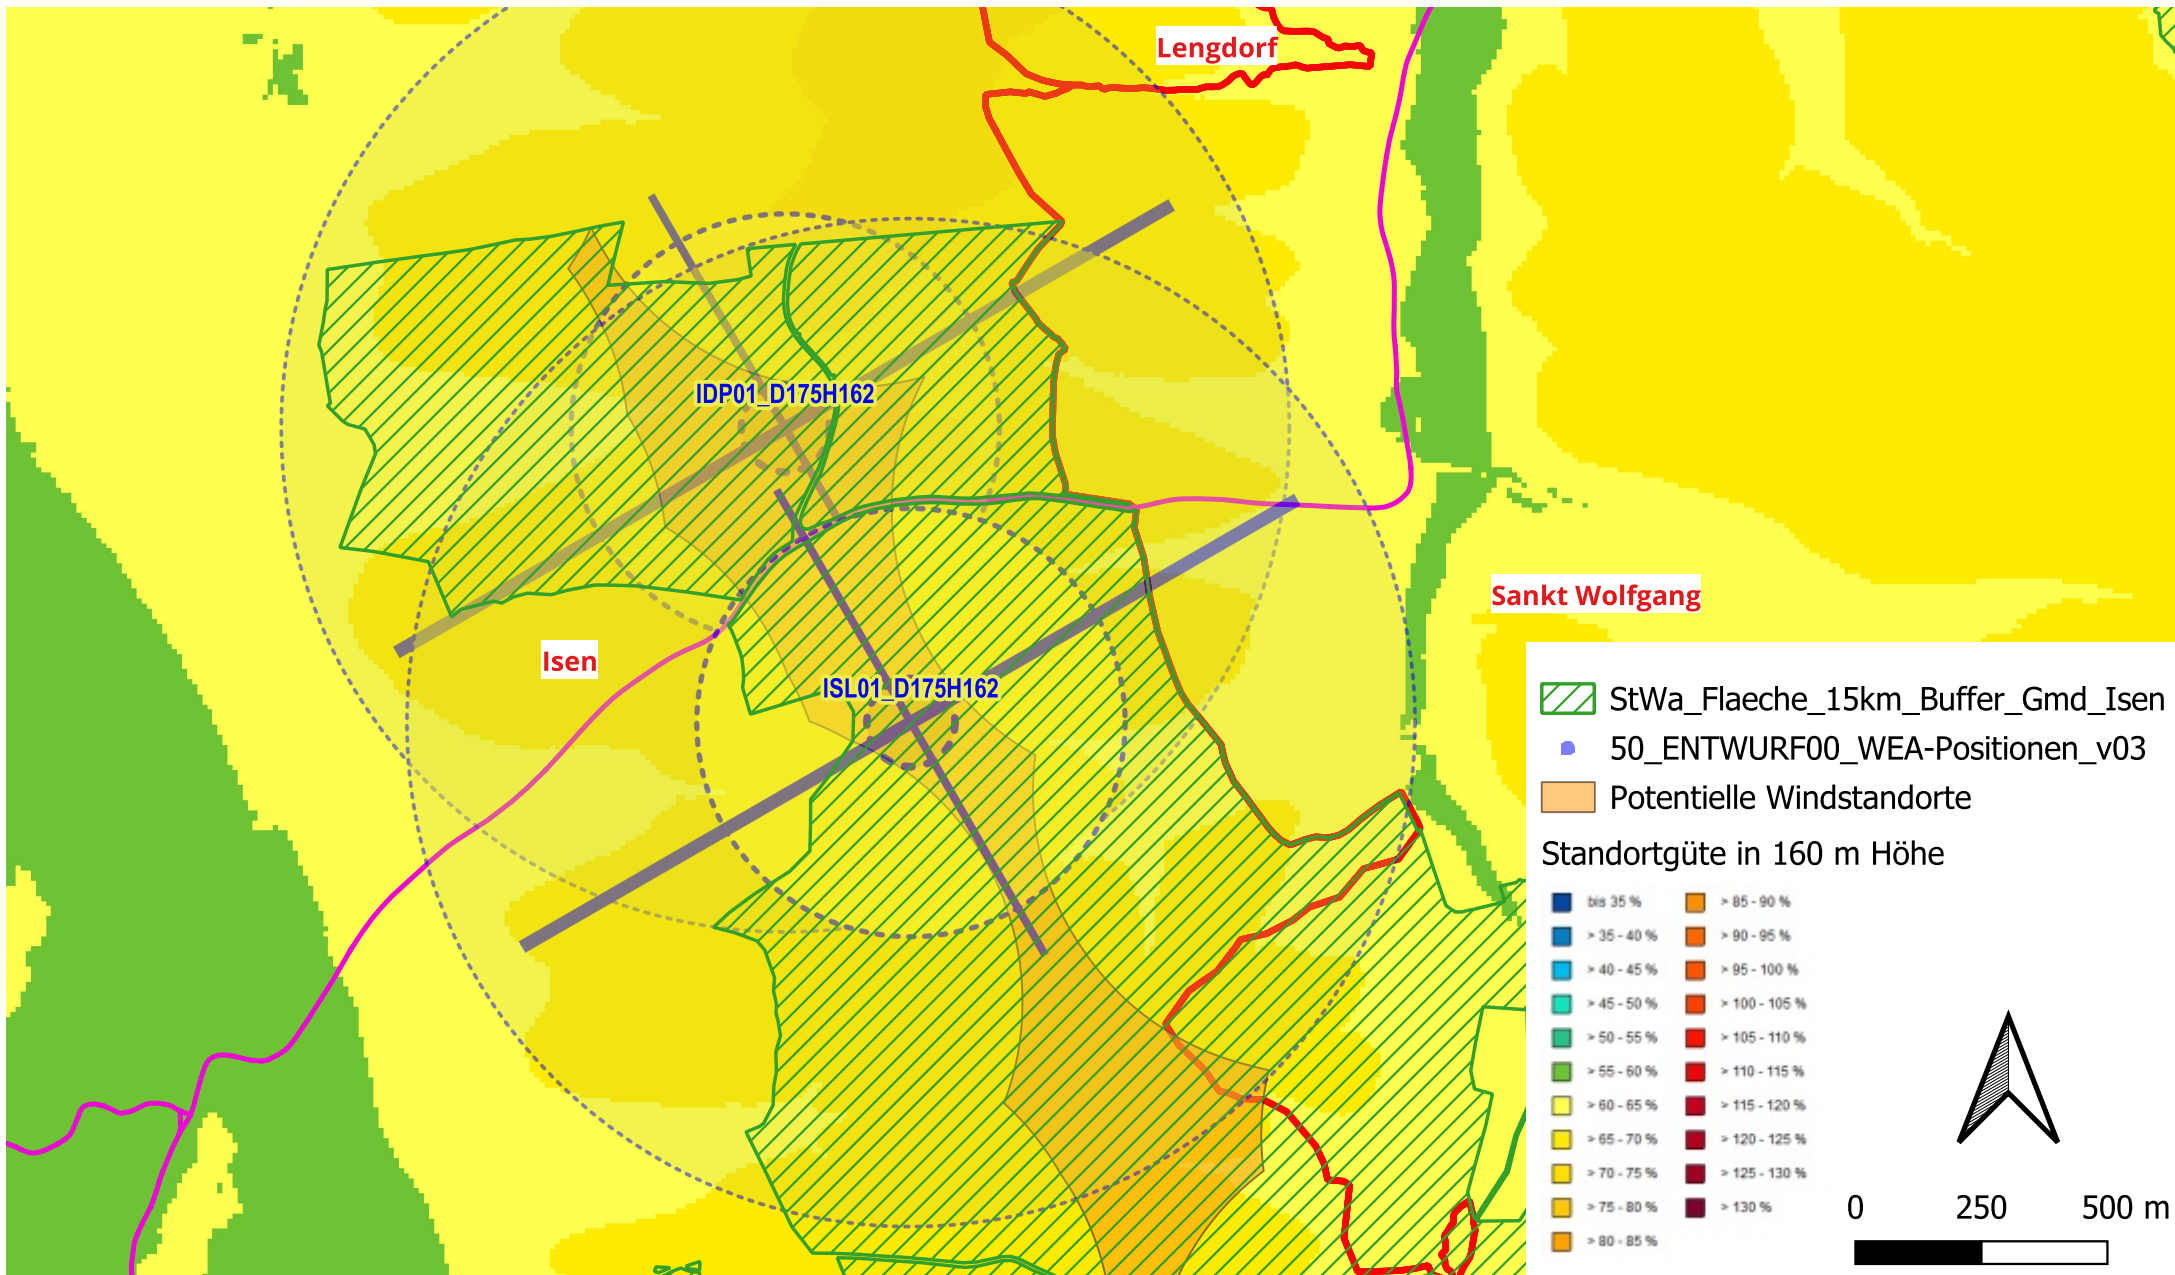 Lengdorf
IDP01_D175H162
Sankt Wolfgang
Isen
ISL01_D175H162
StWa_Flaeche_15km_Buffer_Gmd_Isen
50_ENTWURF00_WEA-Positionen_v03
Potentielle Windstandorte
Standortgüte in 160 m Höhe
bis 35 %
> 35 - 40 %
> 40 - 45 %
> 45 - 50 %
> 50 - 55 %
> 55 - 60 %
> 60 - 65 %
> 65 - 70 %
> 70 - 75 %
> 75 - 80 %
> 80 - 85 %
> 85 - 90 %
> 90 - 95 %
> 95 - 100 %
> 100 - 105 %
> 105 - 110 %
> 110 - 115 %
> 115 - 120 %
> 120 - 125 %
> 125 - 130 %
> 130 %
0 250 500 m